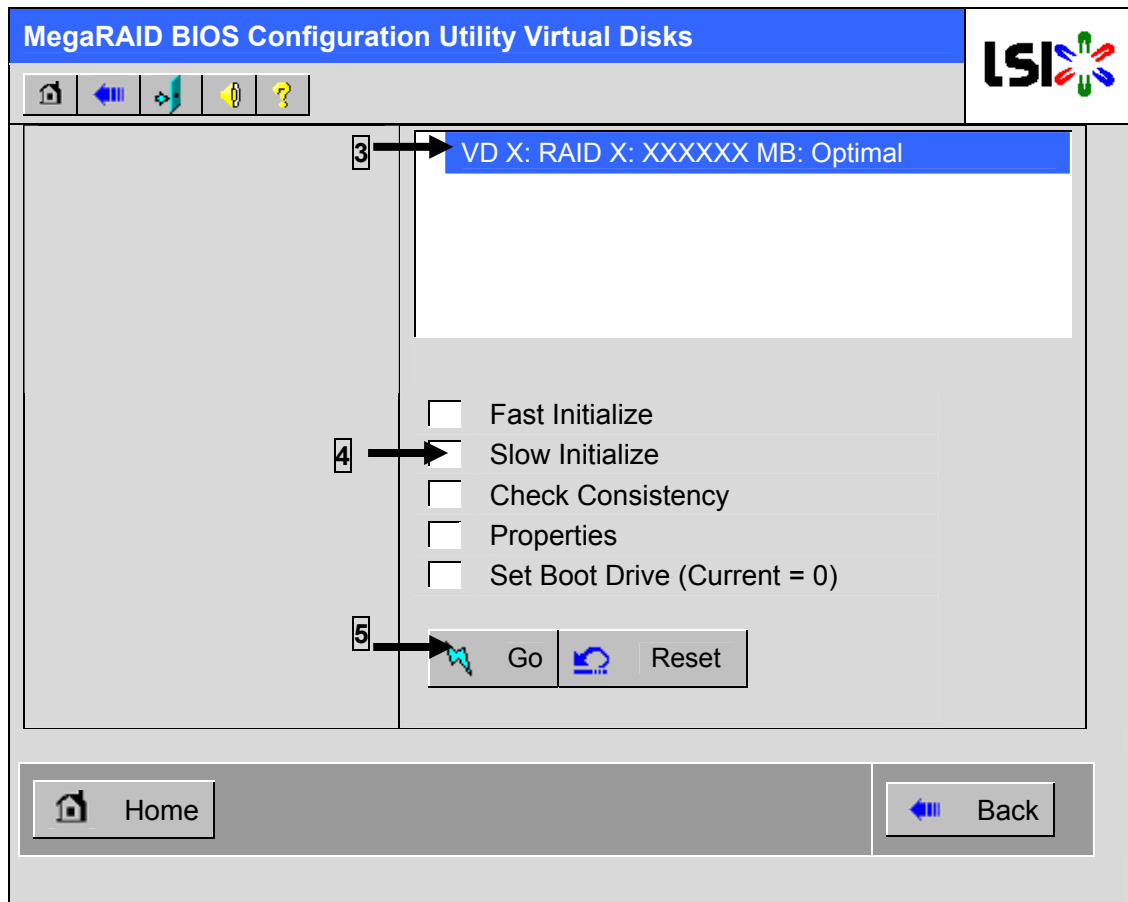 MegaRAID BIOS Configuration Utility Virtual Disks
LSI
3
VD X: RAID X: XXXXXX MB: Optimal
Fast Initialize
4
Slow Initialize
Check Consistency
Properties
Set Boot Drive (Current = 0)
5
Go
Reset
Home
Back